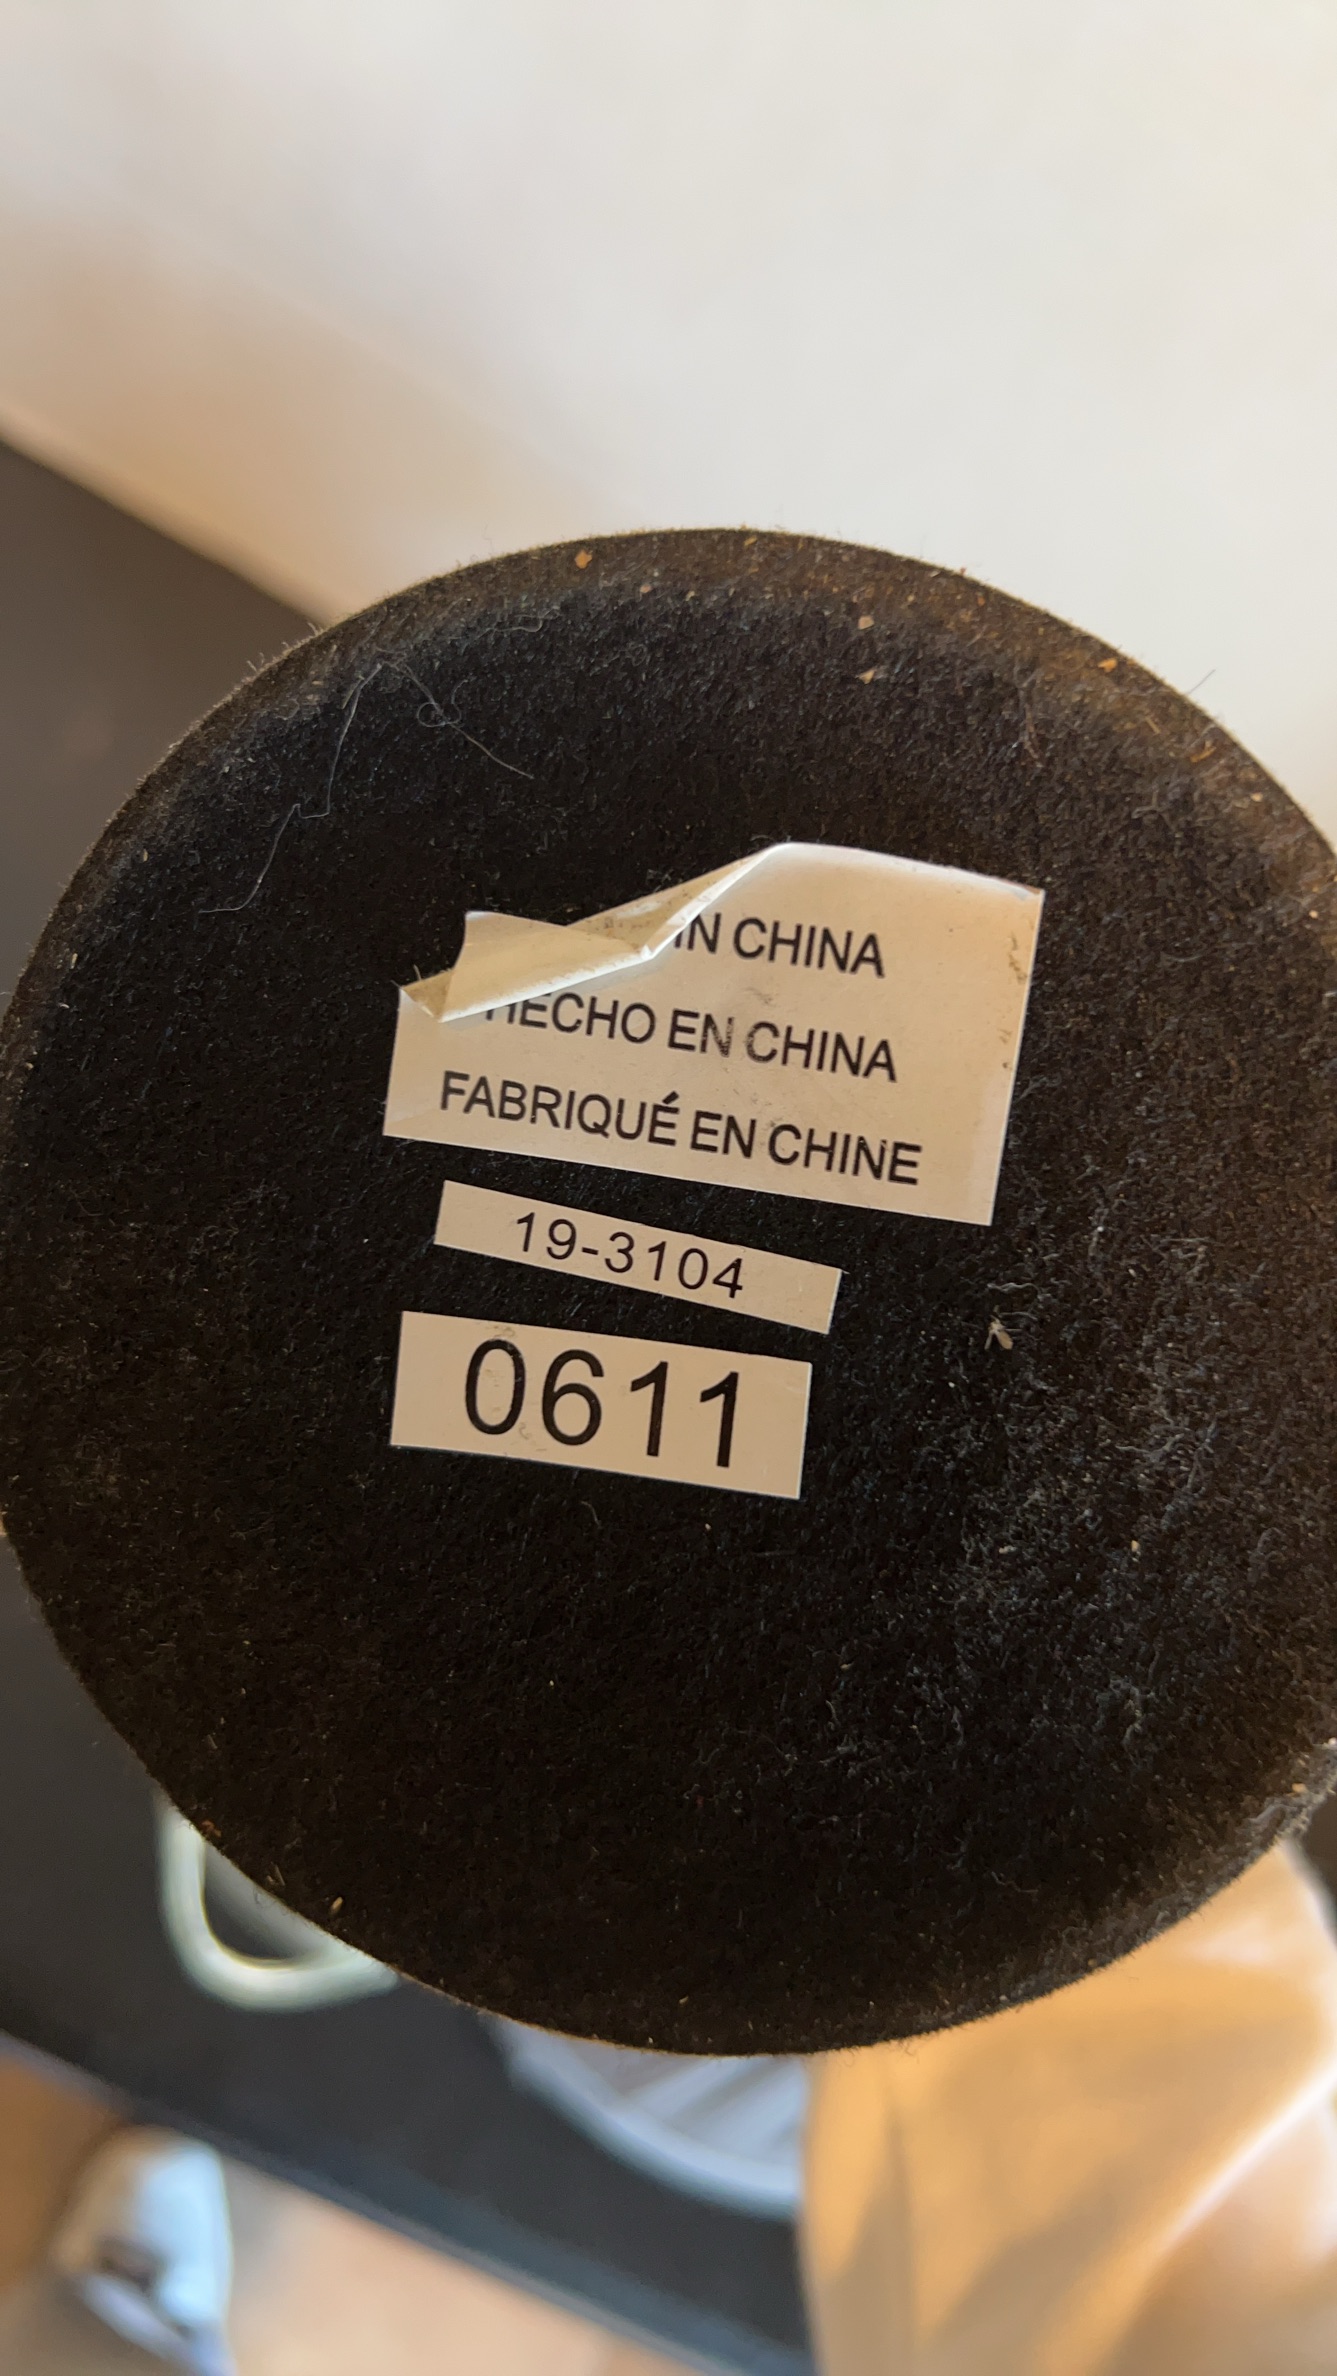 IN CHINA
HECHO EN CHINA
FABRIQUÉ EN CHINE
19-3104
0611